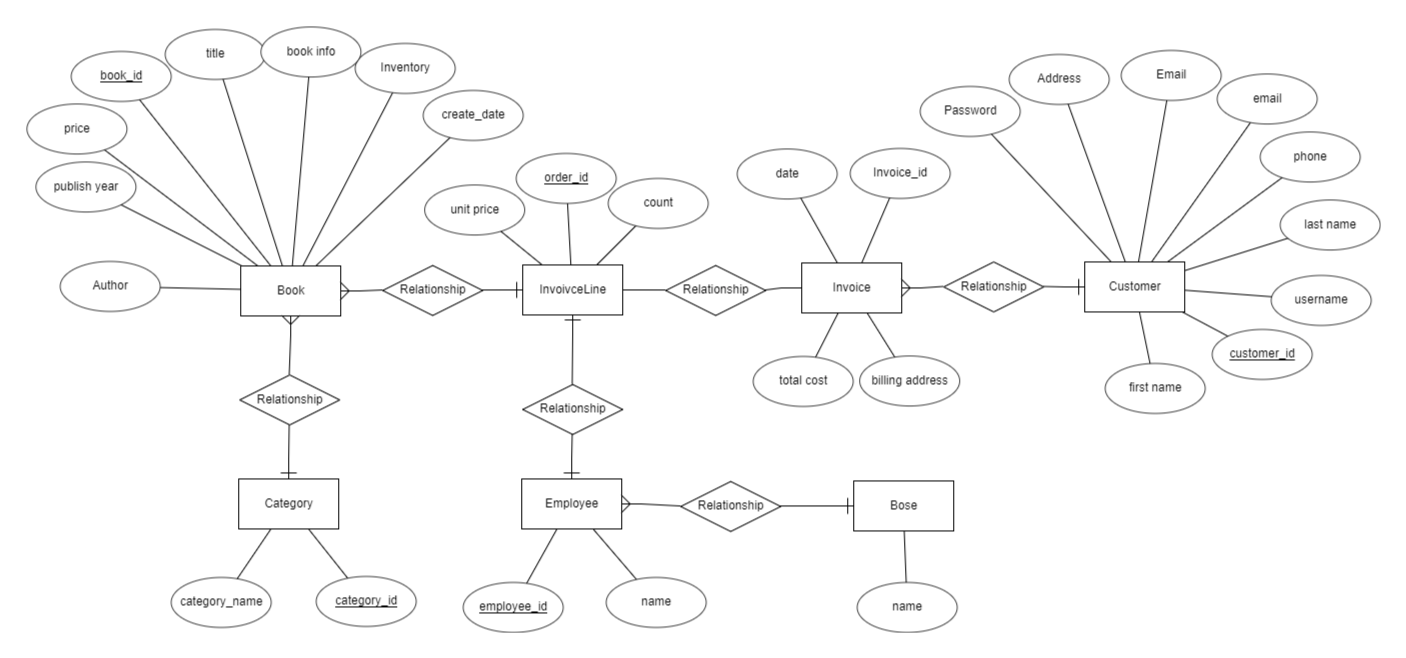 title
book info
Inventory
book_id
create_date
price
publish year
Author
Book
Relationship
unit price
order_id
count
InvoivceLine
Relationship
date
Invoice_id
Invoice
total cost
billing address
Relationship
Password
Address
Email
email
phone
last name
username
customer_id
first name
Customer
Relationship
Relationship
Category
category_name
category_id
Employee
employee_id
name
Relationship
Bose
name